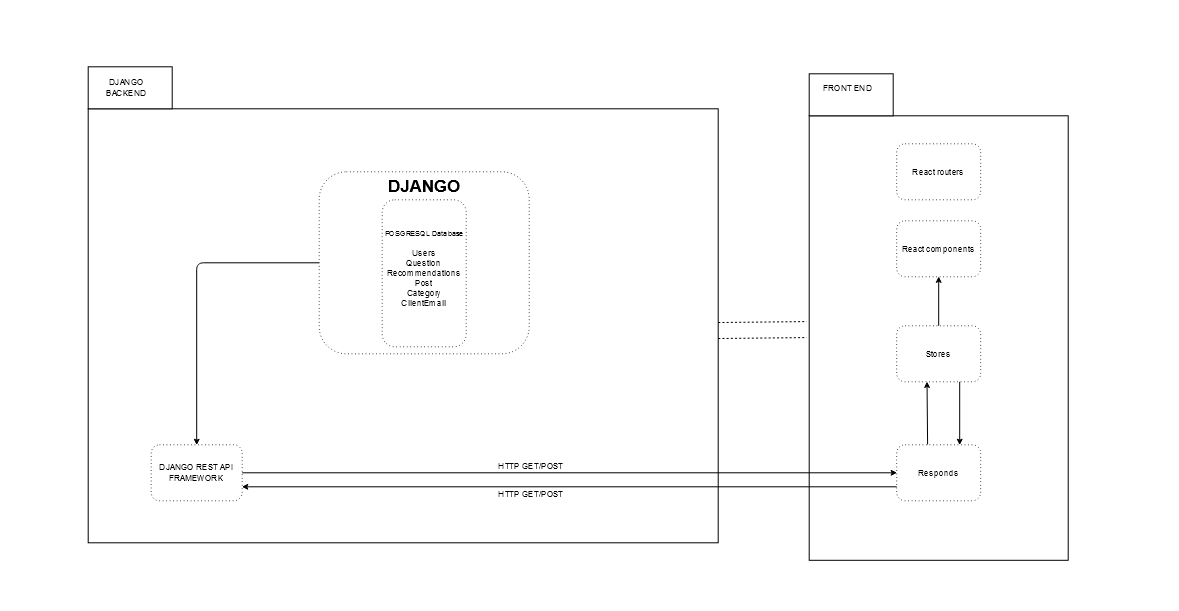 DJANGO
BACKEND
DJANGO
POSGRESQL Database
Users
Question
Recommendations
Post
Category
ClientEmail
DJANGO REST API
FRAMEWORK
HTTP GET/POST
HTTP GET/POST
FRONT END
React routers
React components
Stores
Responds